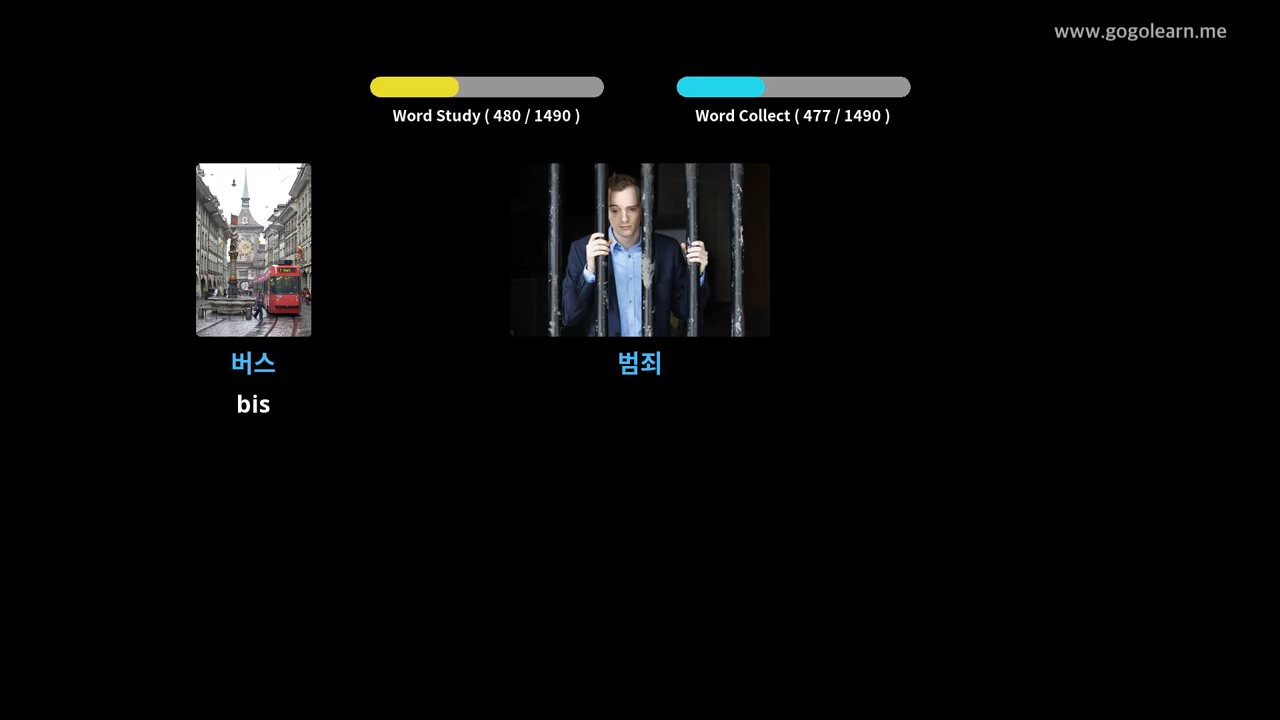 www.gogolearn.me
Word Study ( 480 / 1490 )
Word Collect ( 477 / 1490 )
버스
범죄
bis